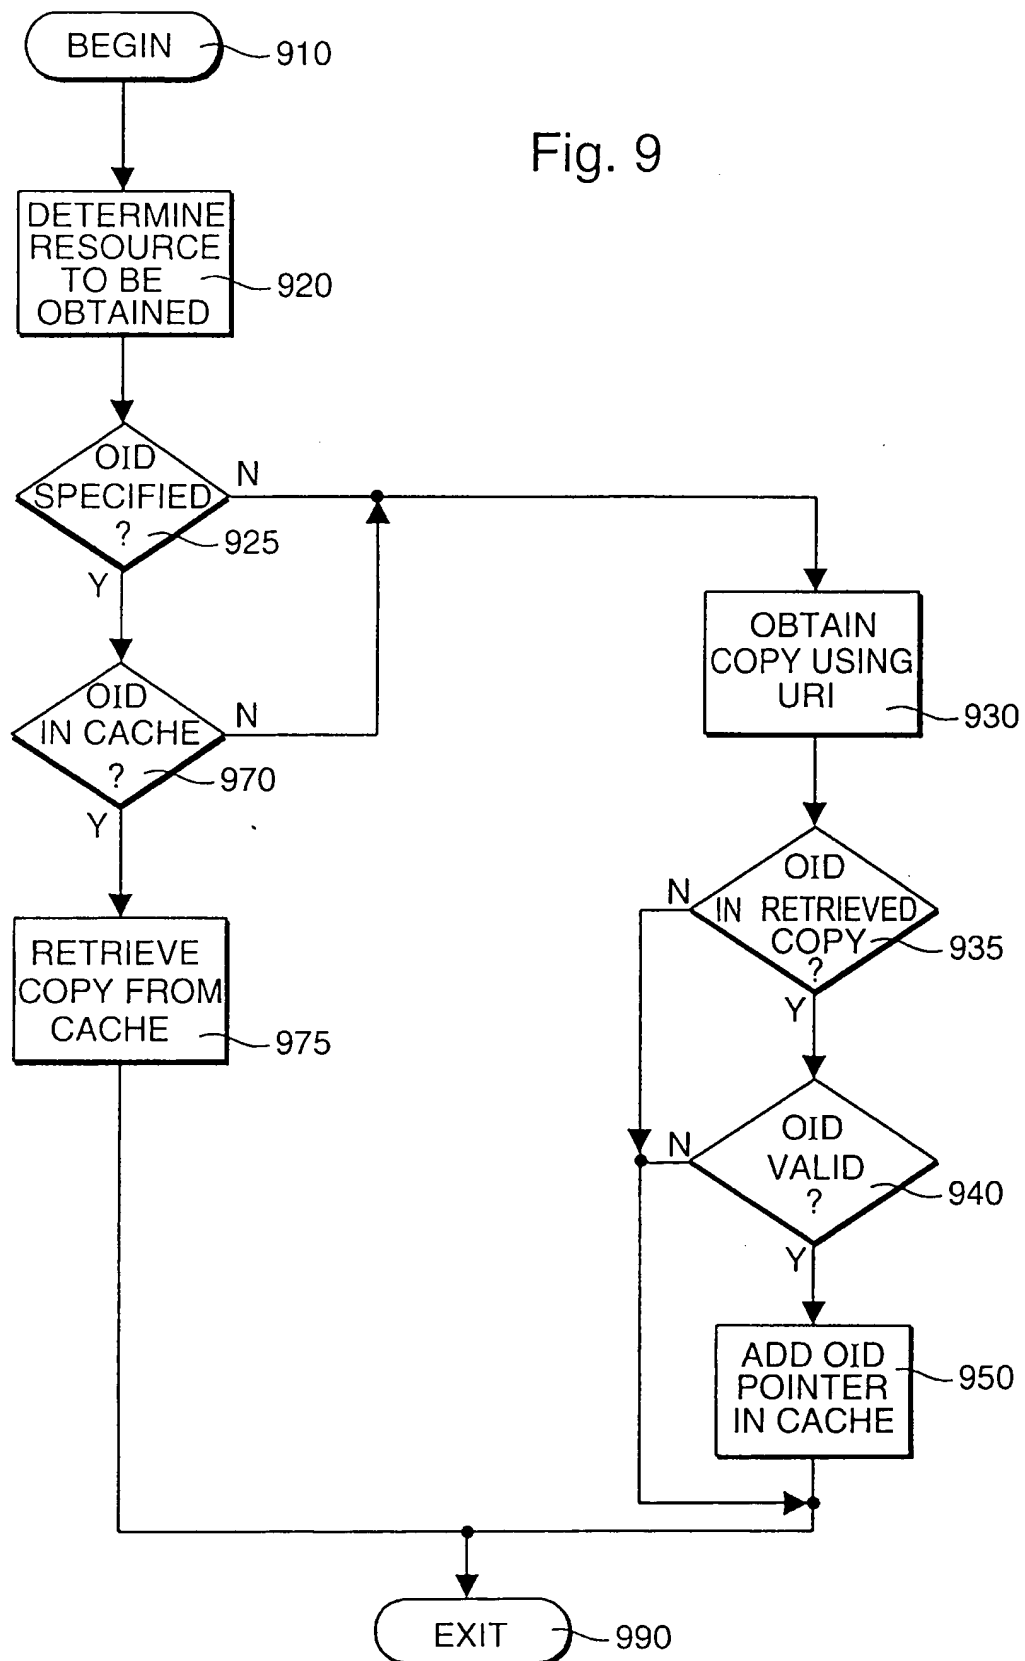 BEGIN
910
Fig. 9
DETERMINE
RESOURCE
TO BE
OBTAINED
920
OID
SPECIFIED
?
925
N
Y
OID
IN CACHE
?
970
N
Y
RETRIEVE
COPY FROM
CACHE
975
OBTAIN
COPY USING
URI
930
OID
IN RETRIEVED
COPY
?
935
N
Y
OID
VALID
?
940
N
Y
ADD OID
POINTER
IN CACHE
950
EXIT
990